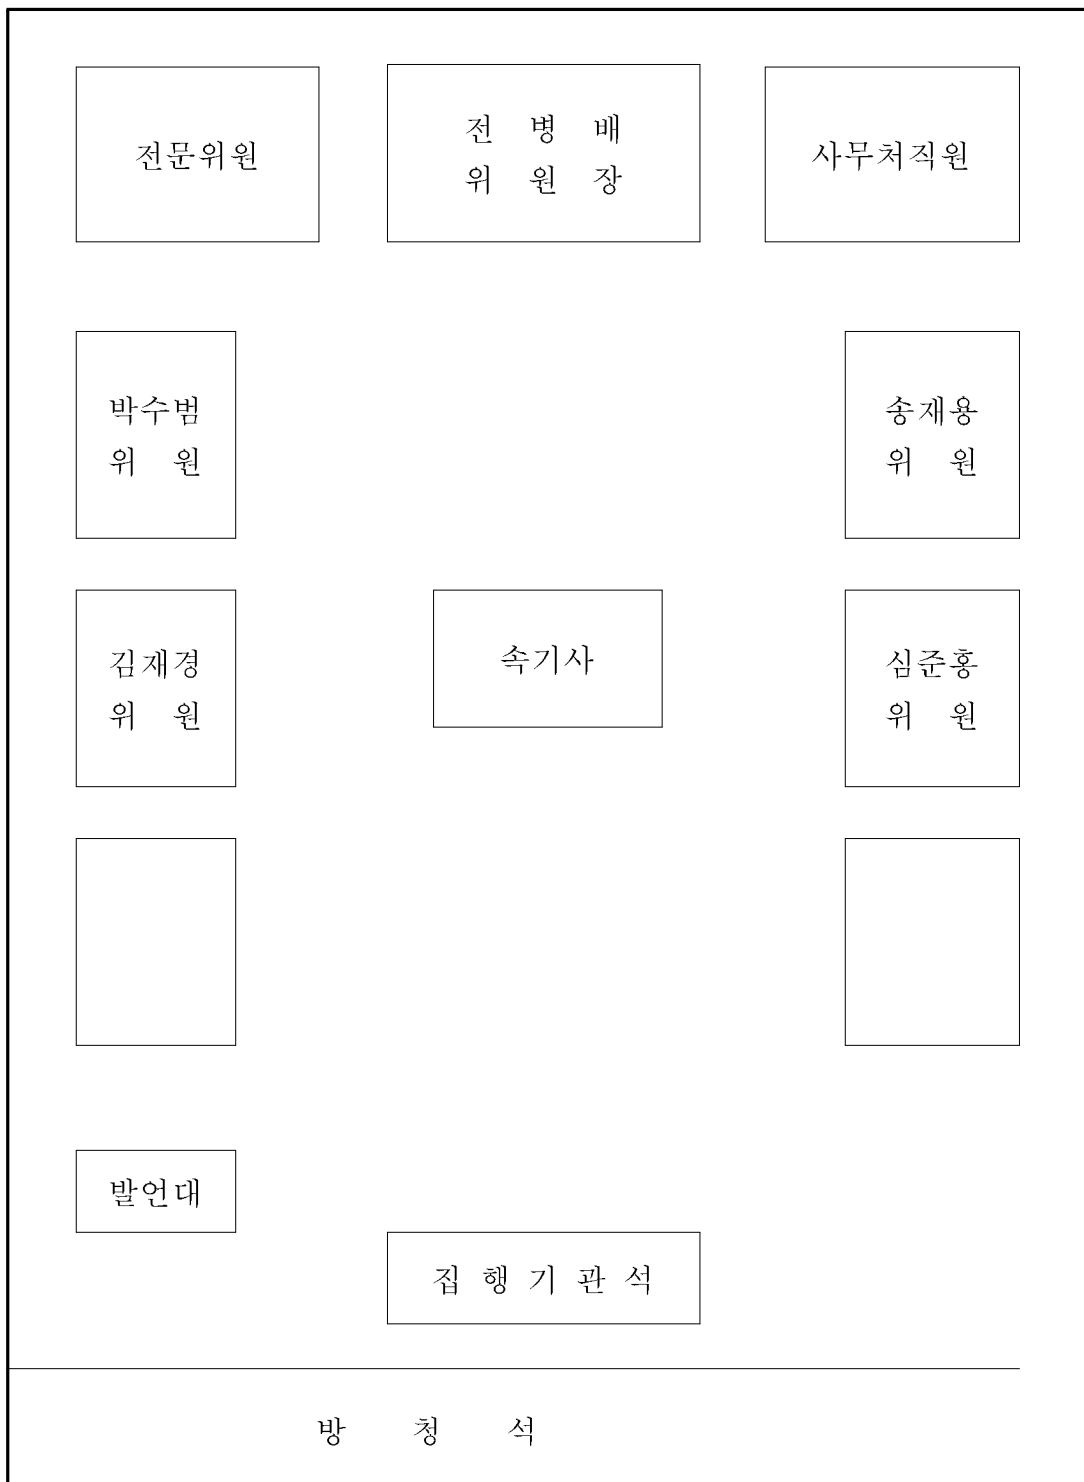 전문위원
전 병 배
위 원 장
사무처직원
박수범
위 원
송재용
위 원
김재경
위 원
속기사
심준홍
위 원
발언대
집 행 기 관 석
방 청 석